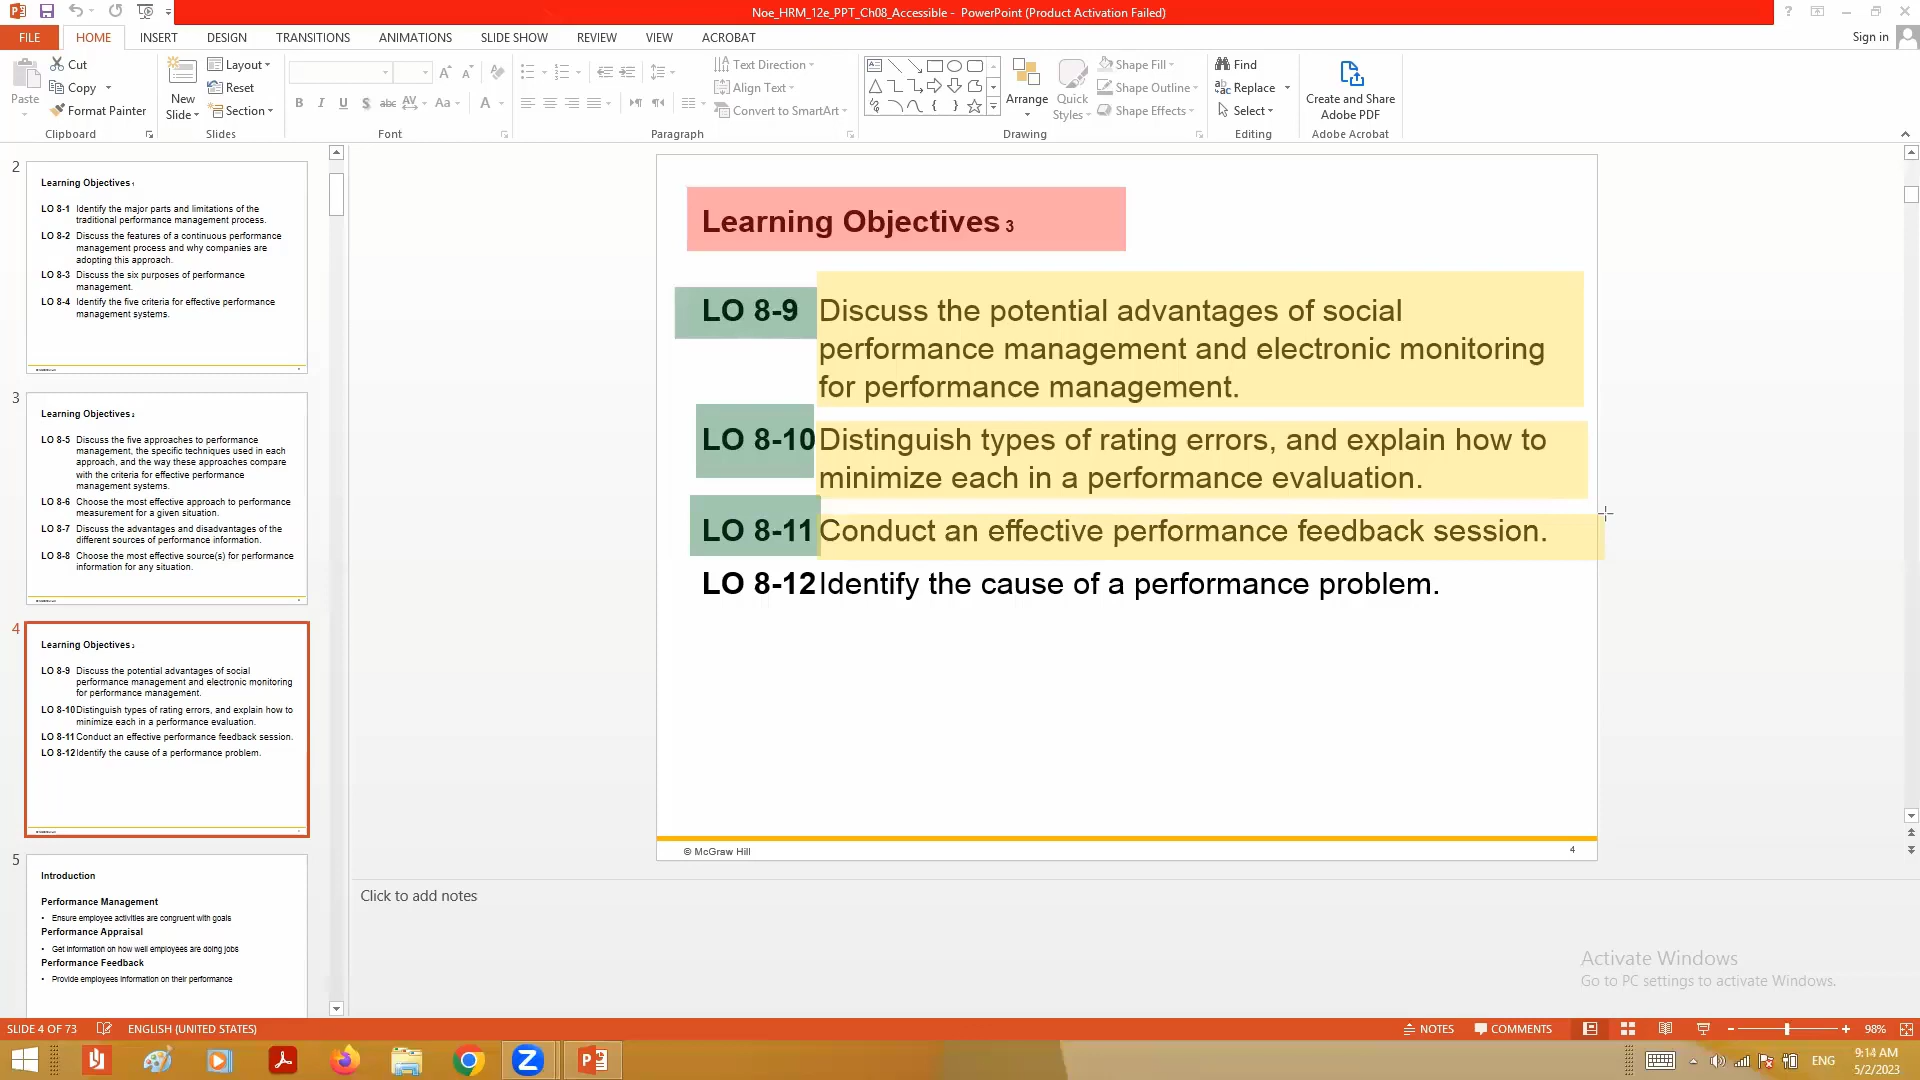 Noe_HRM_12e_PPT_Ch08_Accessible - PowerPoint (Product Activation Failed)
FILE HOME INSERT DESIGN TRANSITIONS ANIMATIONS SLIDE SHOW REVIEW VIEW ACROBAT Sign in
Paste
Cut
Copy
Format Painter
Clipboard
New
Slide
Layout
Reset
Section
Slides
Font
Text Direction
Align Text
Convert to SmartArt
Paragraph
Arrange
Quick
Styles
Shape Fill
Shape Outline
Shape Effects
Drawing
Find
Replace
Select
Editing
Create and Share
Adobe PDF
Adobe Acrobat
2
Learning Objectives 1
LO 8-1 Identify the major parts and limitations of the
traditional performance management process.
LO 8-2 Discuss the features of a continuous performance
management process and why companies are
adopting this approach.
LO 8-3 Discuss the six purposes of performance
management.
LO 8-4 Identify the five criteria for effective performance
management systems.
3
Learning Objectives 2
LO 8-5 Discuss the five approaches to performance
management, the specific techniques used in each
approach, and the way these approaches compare
with the criteria for effective performance
management systems.
LO 8-6 Choose the most effective approach to performance
measurement for a given situation.
LO 8-7 Discuss the advantages and disadvantages of the
different sources of performance information.
LO 8-8 Choose the most effective source(s) for performance
information for any situation.
4
Learning Objectives 3
LO 8-9 Discuss the potential advantages of social
performance management and electronic monitoring
for performance management.
LO 8-10 Distinguish types of rating errors, and explain how to
minimize each in a performance evaluation.
LO 8-11 Conduct an effective performance feedback session.
LO 8-12 Identify the cause of a performance problem.
5
Introduction
Performance Management
• Ensure employee activities are congruent with goals
Performance Appraisal
• Get information on how well employees are doing jobs
Performance Feedback
• Provide employees information on their performance
Learning Objectives 3
LO 8-9 Discuss the potential advantages of social
performance management and electronic monitoring
for performance management.
LO 8-10 Distinguish types of rating errors, and explain how to
minimize each in a performance evaluation.
LO 8-11 Conduct an effective performance feedback session.
LO 8-12 Identify the cause of a performance problem.
© McGraw Hill 4
Click to add notes
Activate Windows
Go to PC settings to activate Windows.
SLIDE 4 OF 73 ENGLISH (UNITED STATES) NOTES COMMENTS 98%
ENG
9:14 AM
5/2/2023